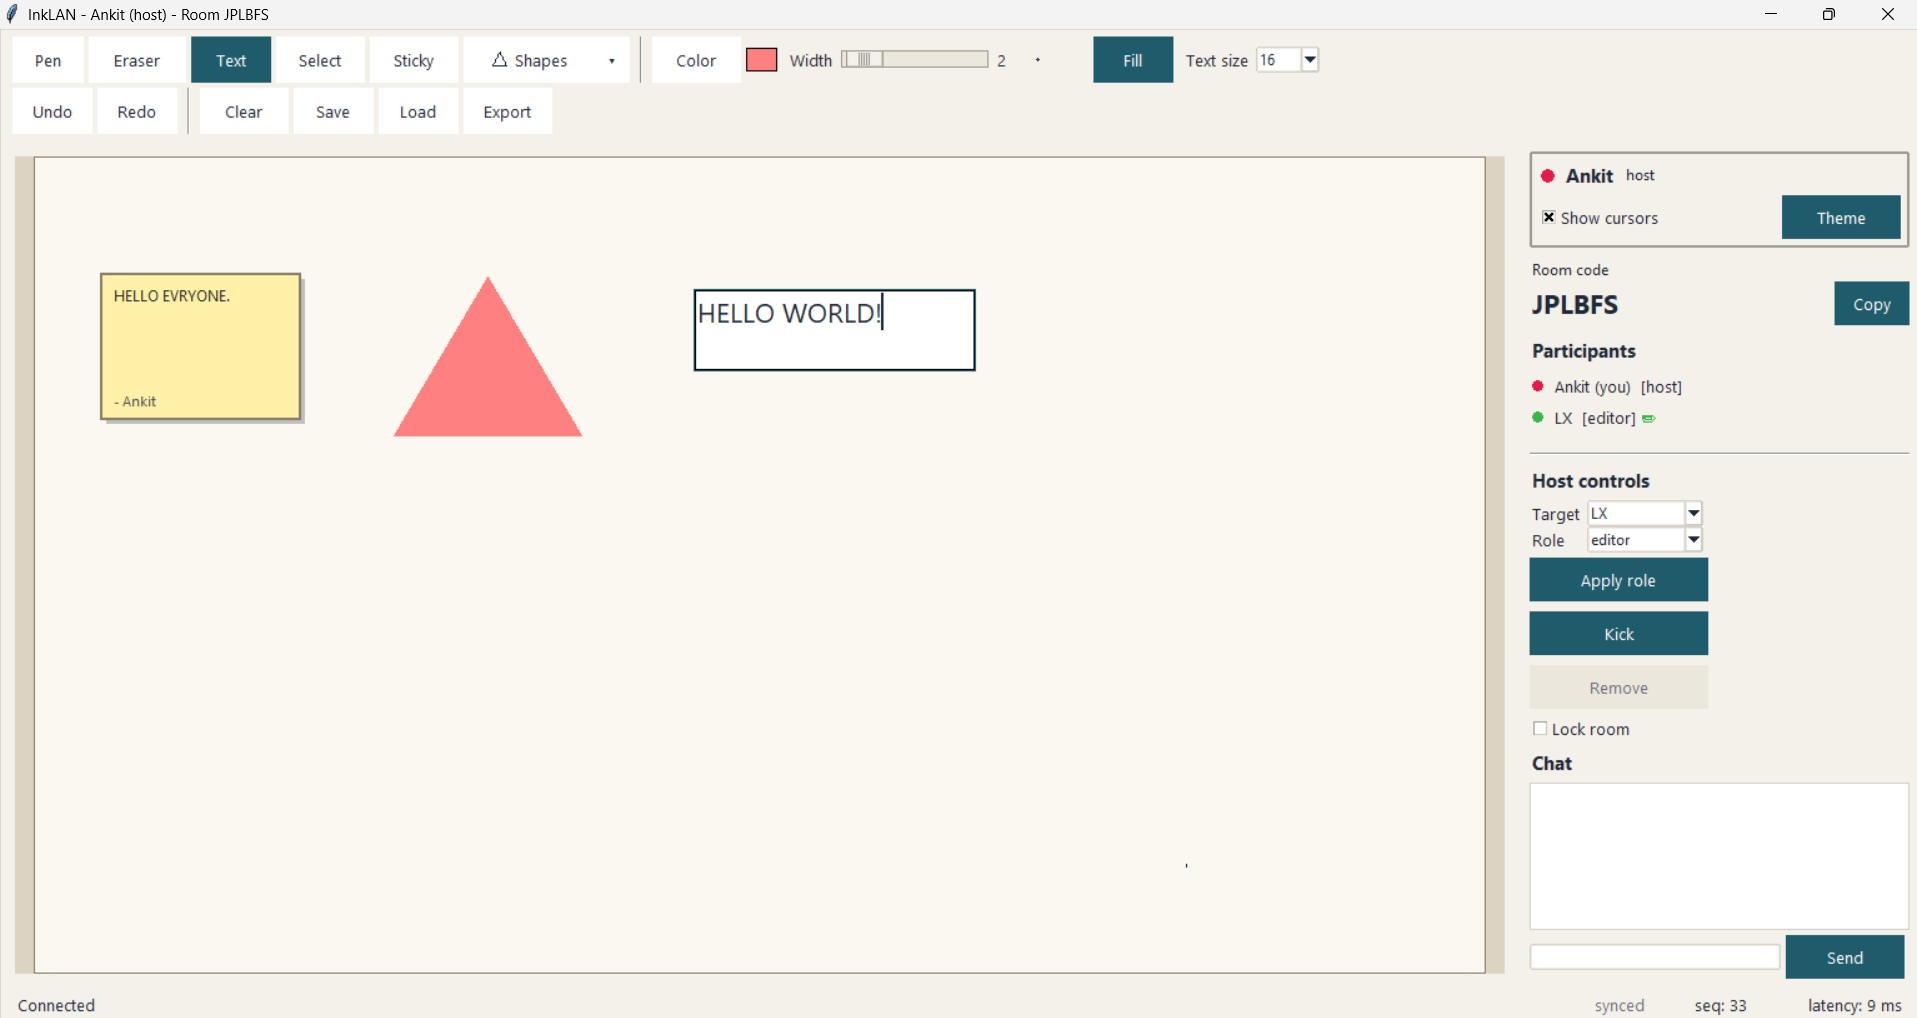 InkLAN - Ankit (host) - Room JPLBFS
Pen Eraser Text Select Sticky Shapes Color Width 2 Fill Text size 16
Undo Redo Clear Save Load Export
HELLO EVRYONE.
- Ankit
HELLO WORLD!
Ankit host
Show cursors Theme
Room code
JPLBFS Copy
Participants
Ankit (you) [host]
LX [editor]
Host controls
Target LX
Role editor
Apply role
Kick
Remove
Lock room
Chat
Send
Connected synced seq: 33 latency: 9 ms